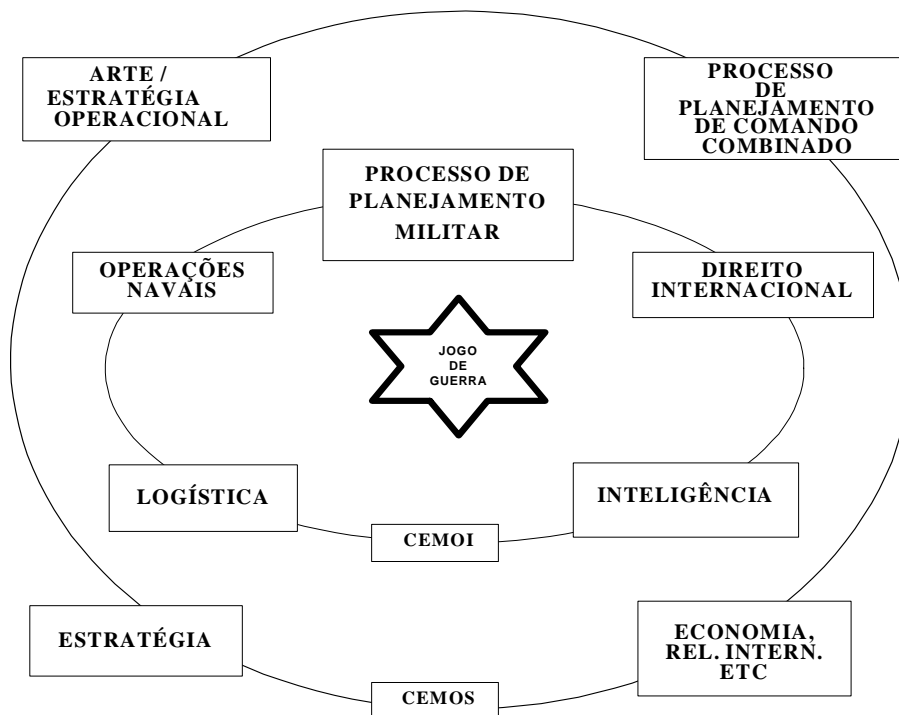 ARTE /
ESTRATÉGIA
OPERACIONAL
PROCESSO
DE
PLANEJAMENTO
DE COMANDO
COMBINADO
PROCESSO DE
PLANEJAMENTO
MILITAR
OPERAÇÕES
NAVAIS
DIREITO
INTERNACIONAL
JOGO
DE
GUERRA
LOGÍSTICA
INTELIGÊNCIA
CEMOI
ESTRATÉGIA
ECONOMIA,
REL. INTERN.
ETC
CEMOS